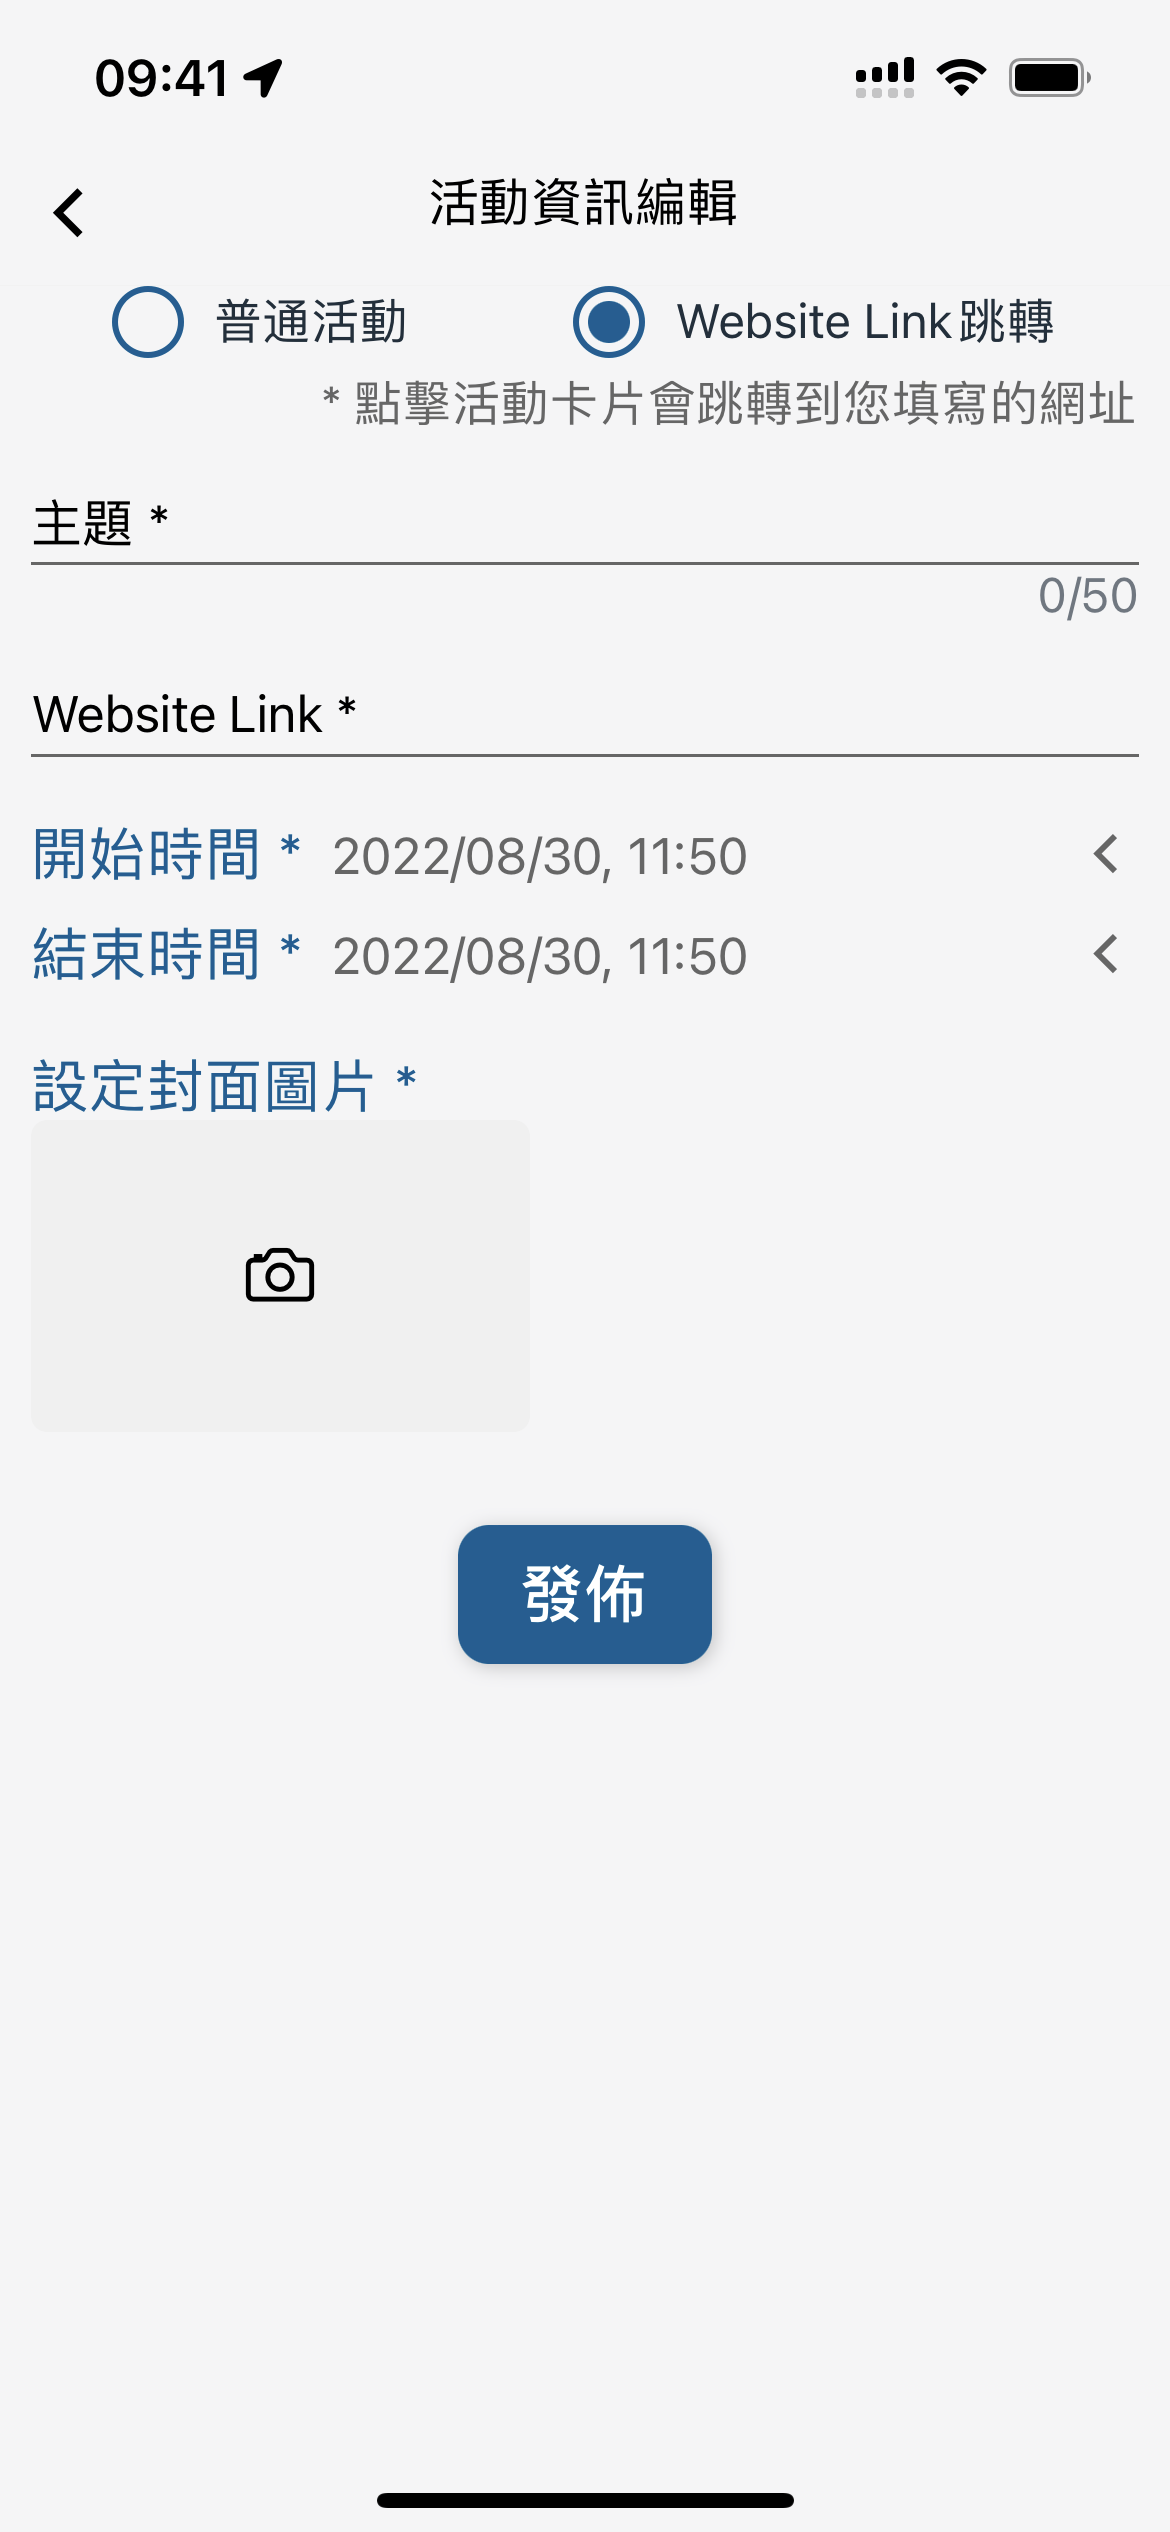 09:41
活動資訊編輯
普通活動 Website Link跳轉
* 點擊活動卡片會跳轉到您填寫的網址
主題 *
0/50
Website Link *
開始時間 * 2022/08/30, 11:50
結束時間 * 2022/08/30, 11:50
設定封面圖片 *
發佈